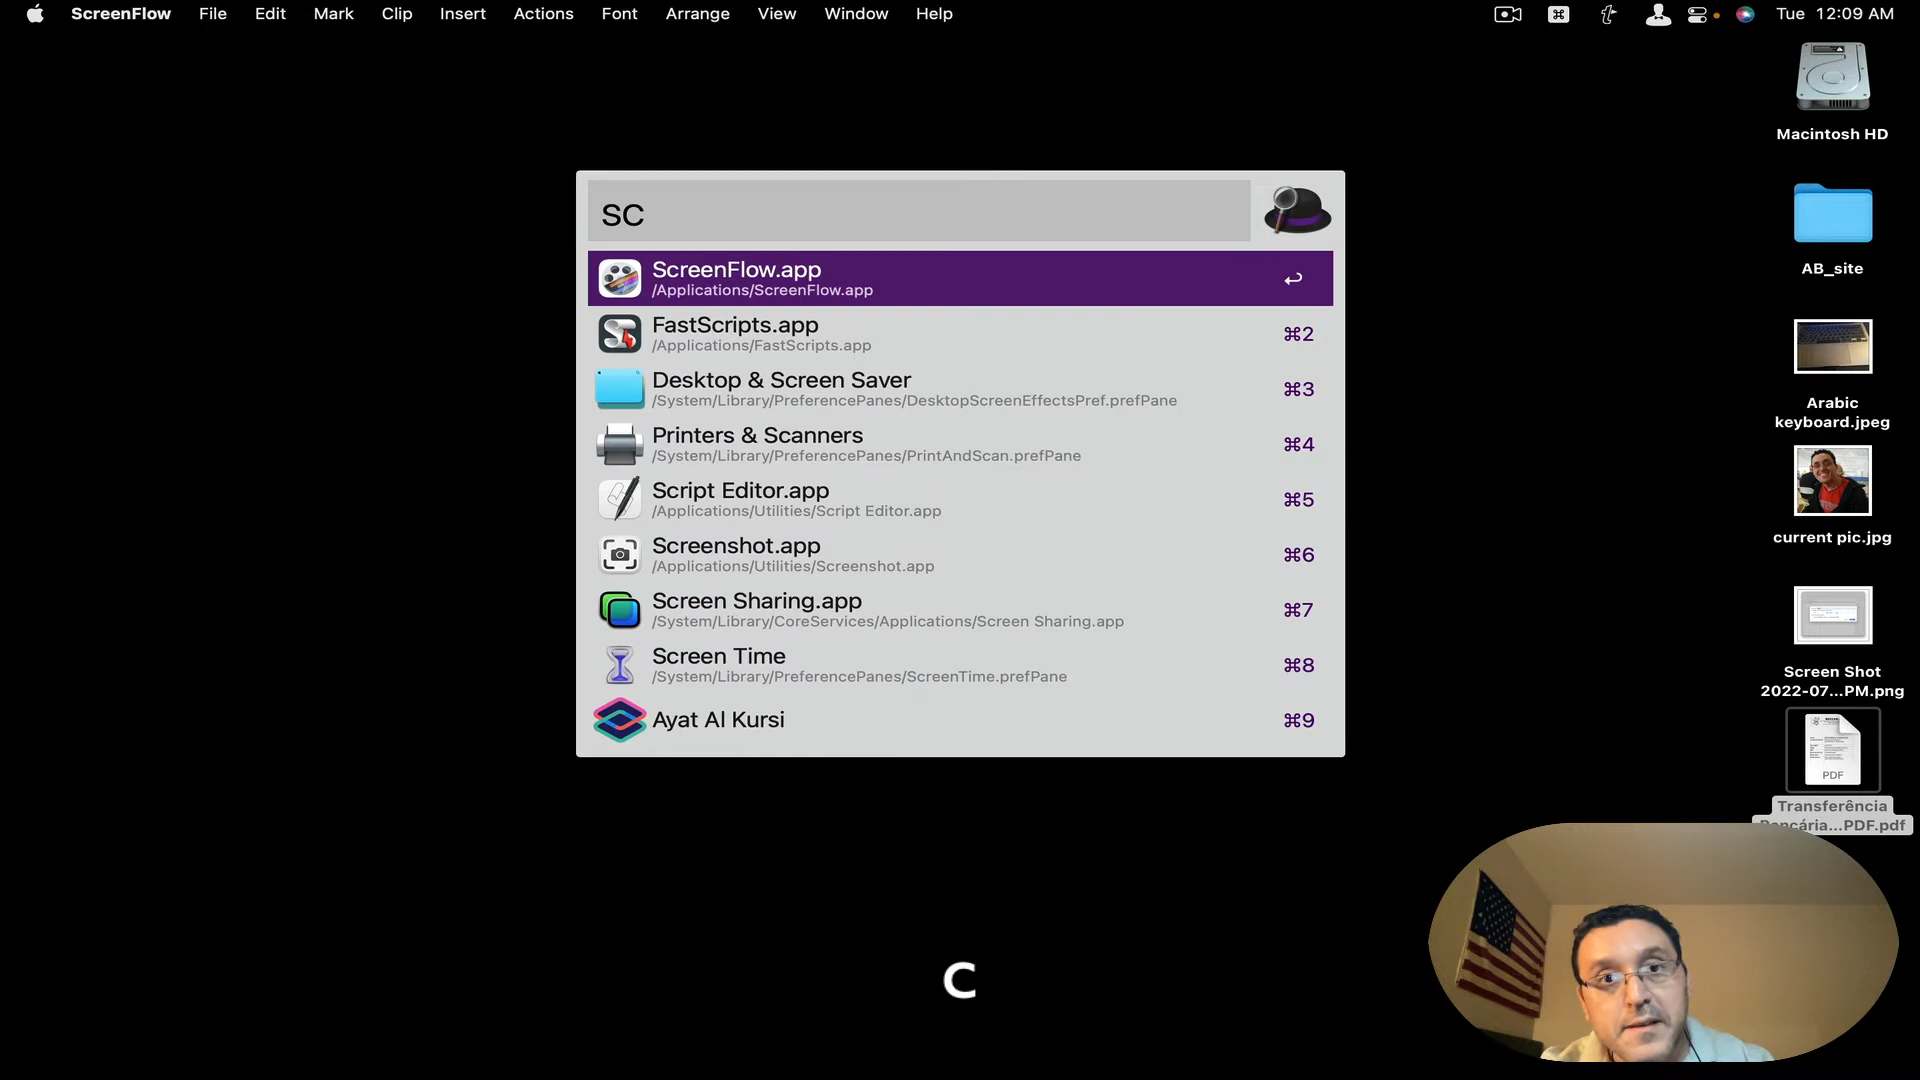 ScreenFlow File Edit Mark Clip Insert Actions Font Arrange View Window Help Tue 12:09 AM
Macintosh HD
AB_site
Arabic
keyboard.jpeg
current pic.jpg
Screen Shot
2022-07...PM.png
PDF
Transferência
Bancária...PDF.pdf
SC
ScreenFlow.app
/Applications/ScreenFlow.app
FastScripts.app
/Applications/FastScripts.app
⌘2
Desktop & Screen Saver
/System/Library/PreferencePanes/DesktopScreenEffectsPref.prefPane
⌘3
Printers & Scanners
/System/Library/PreferencePanes/PrintAndScan.prefPane
⌘4
Script Editor.app
/Applications/Utilities/Script Editor.app
⌘5
Screenshot.app
/Applications/Utilities/Screenshot.app
⌘6
Screen Sharing.app
/System/Library/CoreServices/Applications/Screen Sharing.app
⌘7
Screen Time
/System/Library/PreferencePanes/ScreenTime.prefPane
⌘8
Ayat Al Kursi
⌘9
C